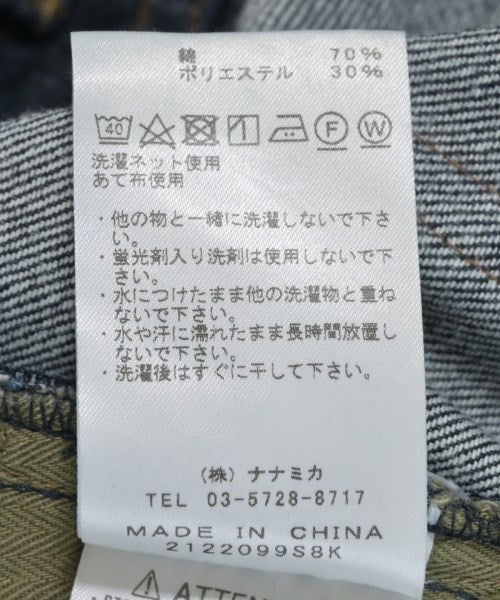 綿 70%
ポリエステル 30%
40 F W
洗濯ネット使用
あて布使用
・他の物と一緒に洗濯しないで下さ
い。
・蛍光剤入り洗剤は使用しないで下
さい。
・水につけたまま他の洗濯物と重ね
ないで下さい。
・水や汗に濡れたまま長時間放置し
ないで下さい。
・洗濯後はすぐに干して下さい。
(株) ナナミカ
TEL 03-5728-8717
MADE IN CHINA
2122099S8K